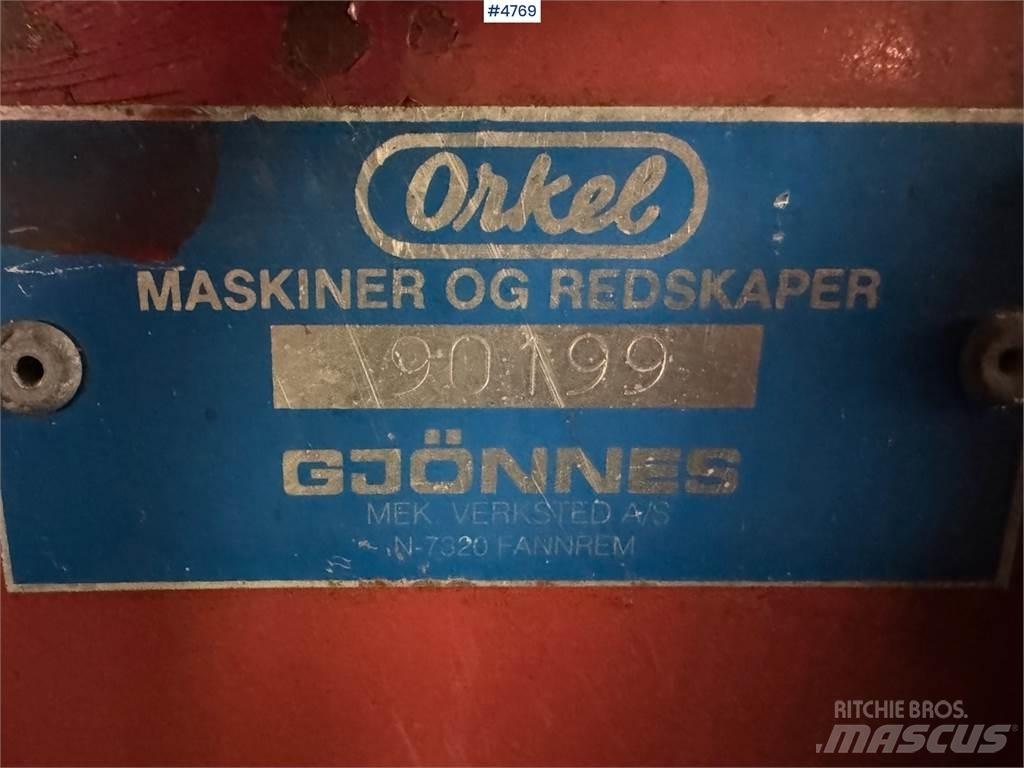 #4769
Orkel
MASKINER OG REDSKAPER
90199
GJÖNNES
MEK. VERKSTED A/S
N-7320 FANNREM
RITCHIE BROS.
MASCUS